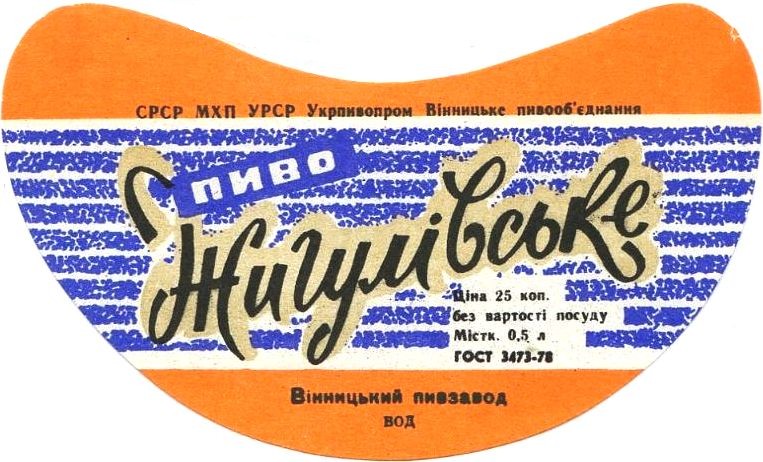 СРСР МХП УРСР Укрпивопром Вінницьке пивооб'єднання
ПИВО
Жигулівське
Ціна 25 коп.
без вартості посуду
Містк. 0,5 л
ГОСТ 3473-78
Вінницький пивзавод
ВОД